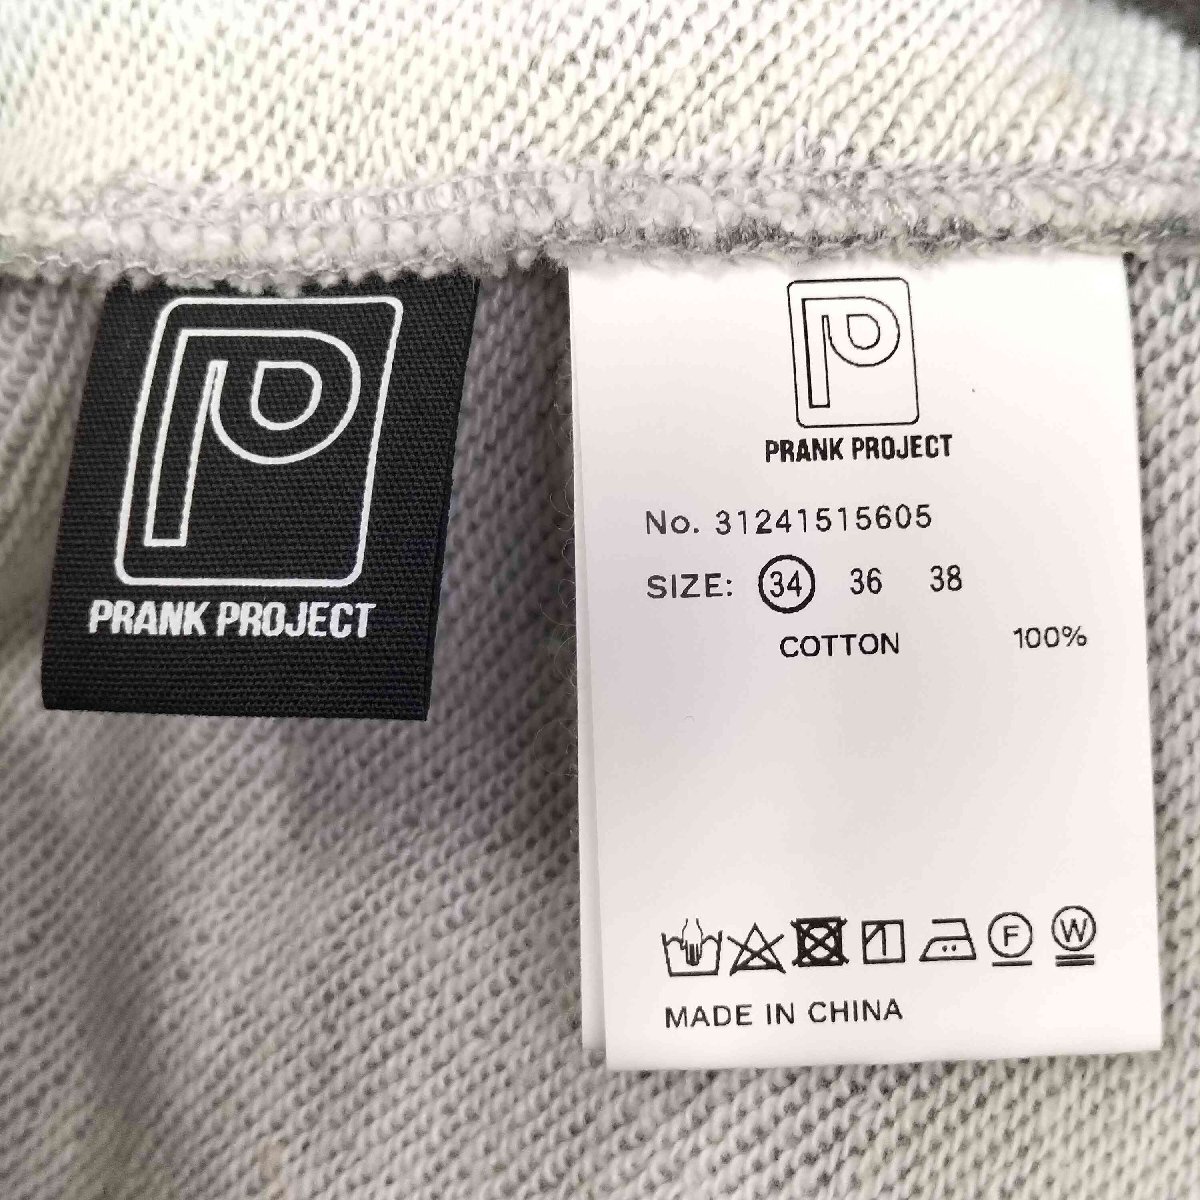 PRANK PROJECT
PRANK PROJECT
No. 31241515605
SIZE: 34 36 38
COTTON 100%
F W
MADE IN CHINA